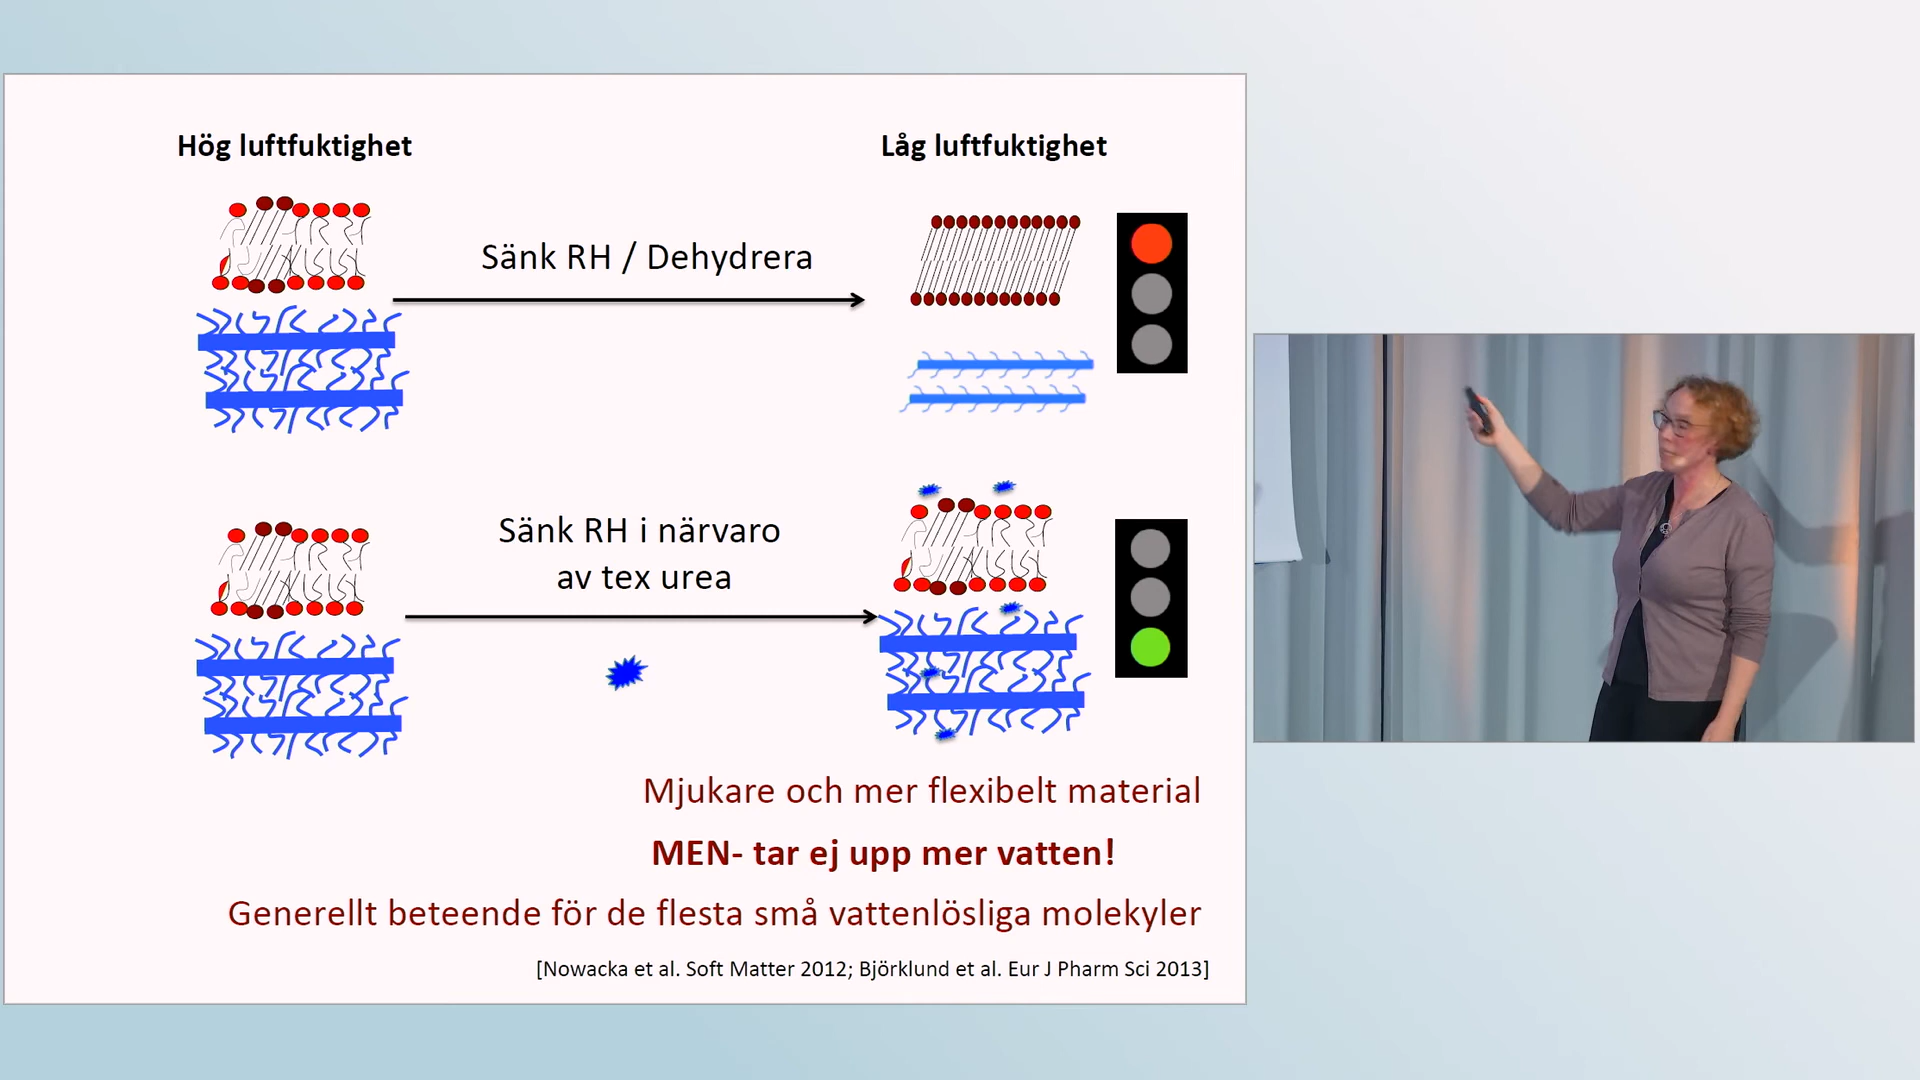 Hög luftfuktighet
Låg luftfuktighet
Sänk RH / Dehydrera
Sänk RH i närvaro
av tex urea
Mjukare och mer flexibelt material
MEN- tar ej upp mer vatten!
Generellt beteende för de flesta små vattenlösliga molekyler
[Nowacka et al. Soft Matter 2012; Björklund et al. Eur J Pharm Sci 2013]